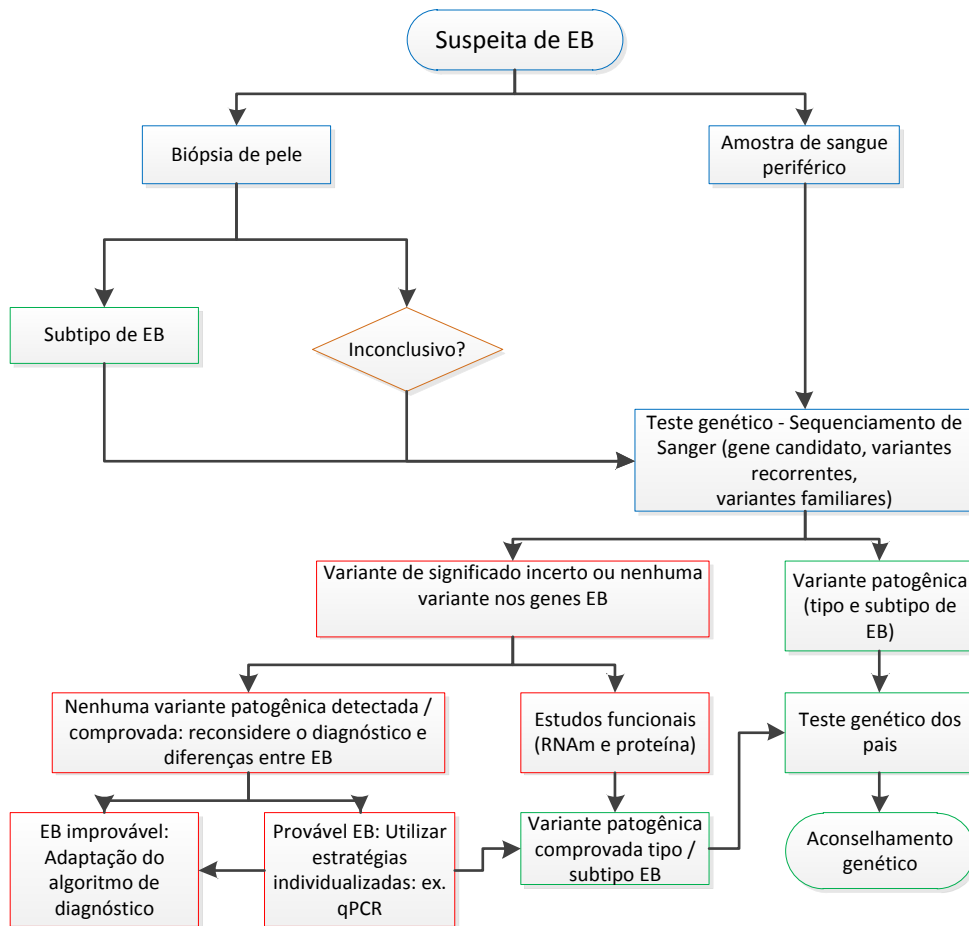 Suspeita de EB
Biópsia de pele
Amostra de sangue
periférico
Subtipo de EB
Inconclusivo?
Teste genético - Sequenciamento de
Sanger (gene candidato, variantes
recorrentes,
variantes familiares)
Variante de significado incerto ou nenhuma
variante nos genes EB
Variante patogênica
(tipo e subtipo de
EB)
Nenhuma variante patogênica detectada /
comprovada: reconsidere o diagnóstico e
diferenças entre EB
Estudos funcionais
(RNAm e proteína)
Teste genético dos
pais
EB improvável:
Adaptação do
algoritmo de
diagnóstico
Provável EB: Utilizar
estratégias
individualizadas: ex.
qPCR
Variante patogênica
comprovada tipo /
subtipo EB
Aconselhamento
genético